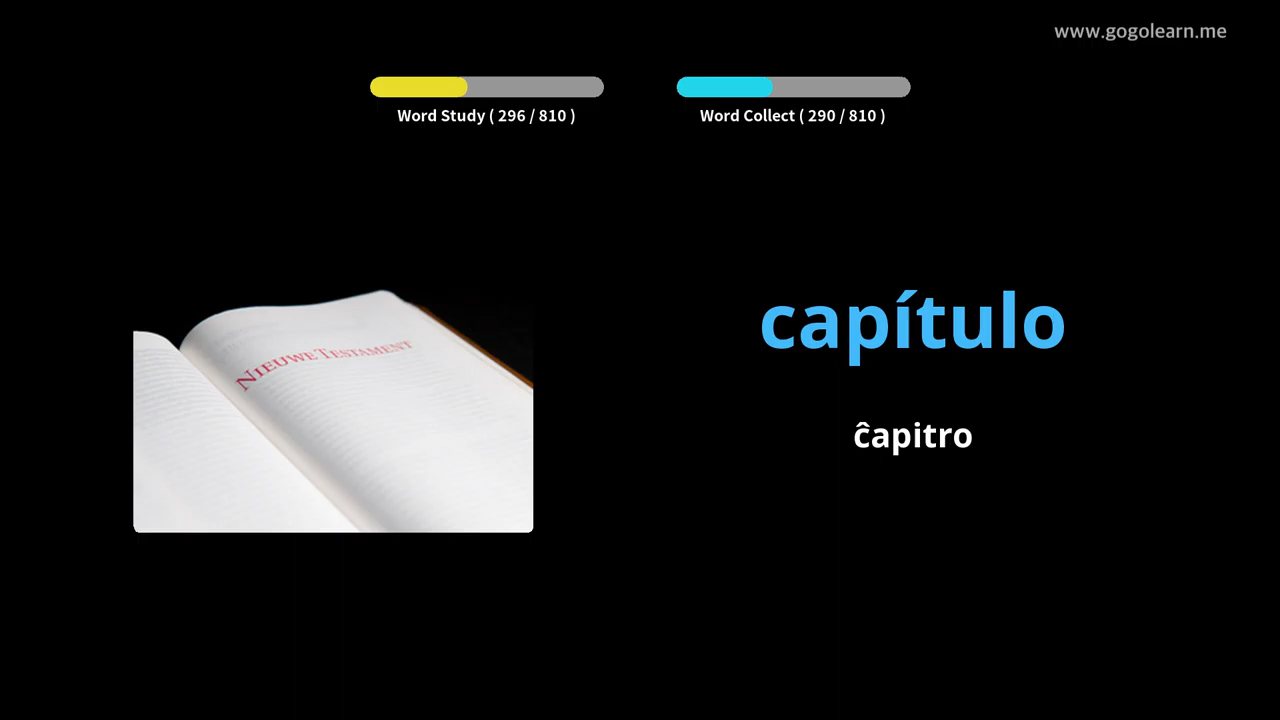 www.gogolearn.me
Word Study ( 296 / 810 )
Word Collect ( 290 / 810 )
NIEUWE TESTAMENT
capítulo
ĉapitro